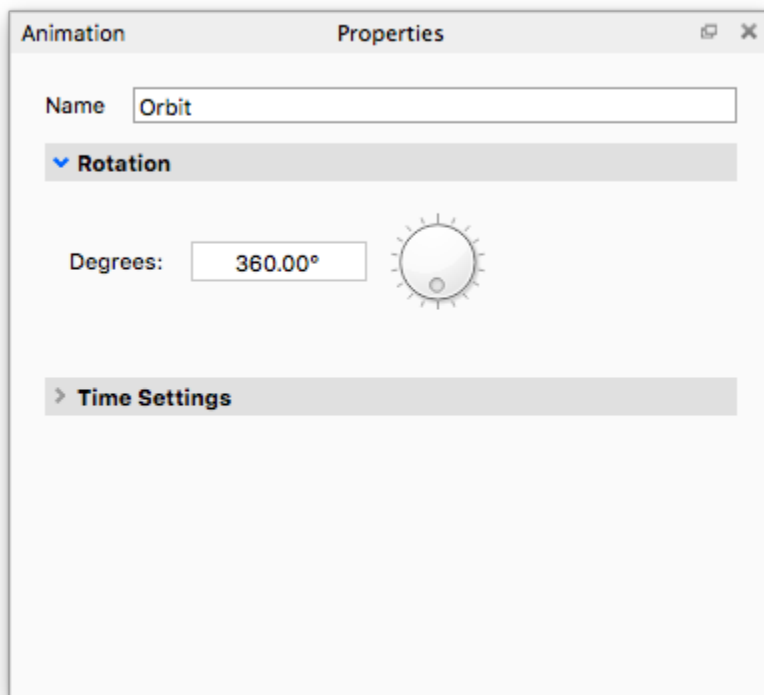 Animation Properties
Name Orbit
Rotation
Degrees: 360.00°
Time Settings